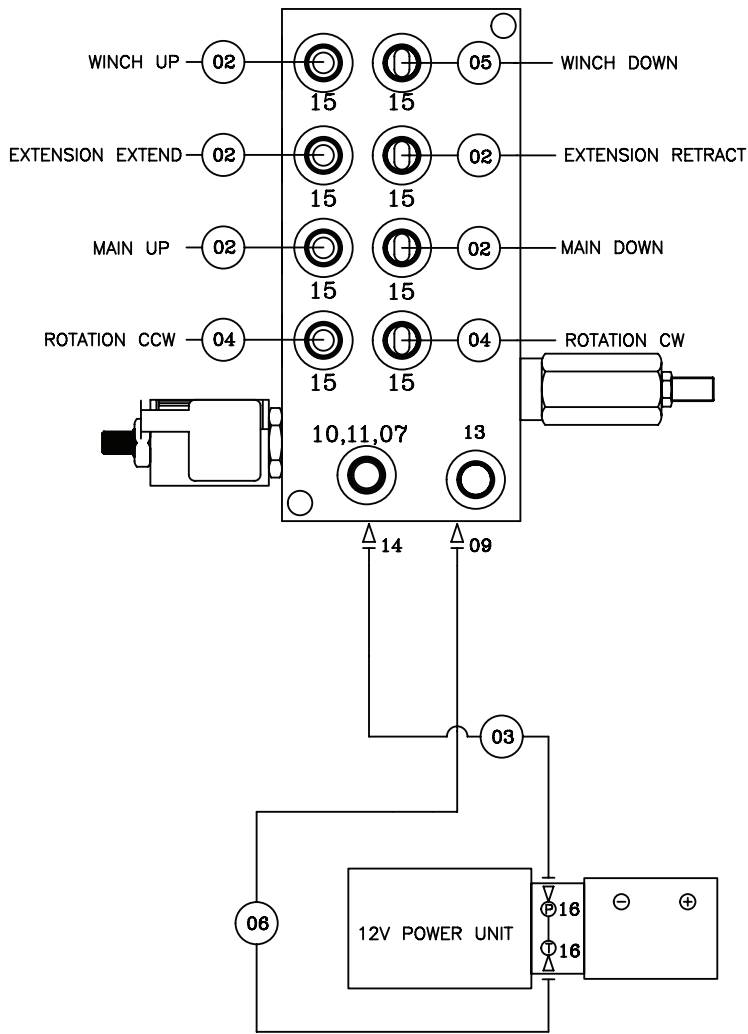 WINCH UP 02 05 WINCH DOWN
15 15
EXTENSION EXTEND 02 02 EXTENSION RETRACT
15 15
MAIN UP 02 02 MAIN DOWN
15 15
ROTATION CCW 04 04 ROTATION CW
15 15
10,11,07 13
14 09
03
P 16 − +
06 12V POWER UNIT
T 16